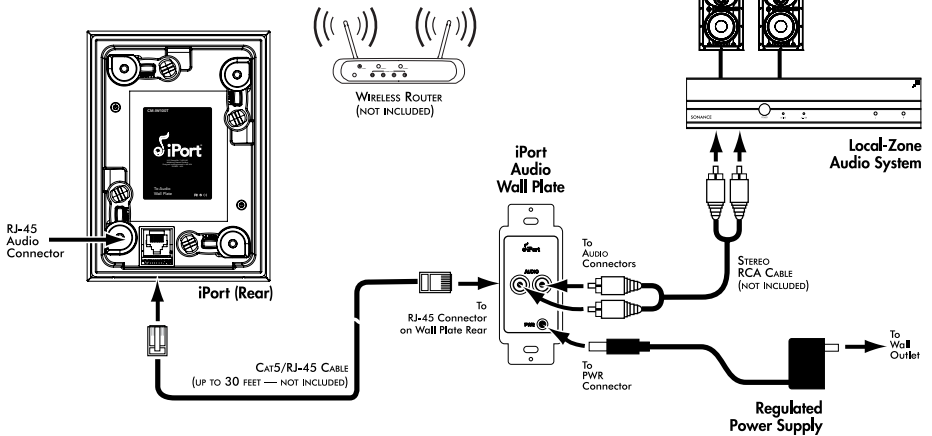 WIRELESS ROUTER
(NOT INCLUDED)
SONANCE
Local-Zone
Audio System
CM-IW100T
iPort
To Audio
Wall Plate
RJ-45
Audio
Connector
iPort (Rear)
iPort
Audio
Wall Plate
iPort
AUDIO
PWR
To
AUDIO
CONNECTORS
STEREO
RCA CABLE
(NOT INCLUDED)
To
RJ-45 CONNECTOR
ON WALL PLATE REAR
CAT5/RJ-45 CABLE
(UP TO 30 FEET — NOT INCLUDED)
To
PWR
Connector
To
Wall
Outlet
Regulated
Power Supply